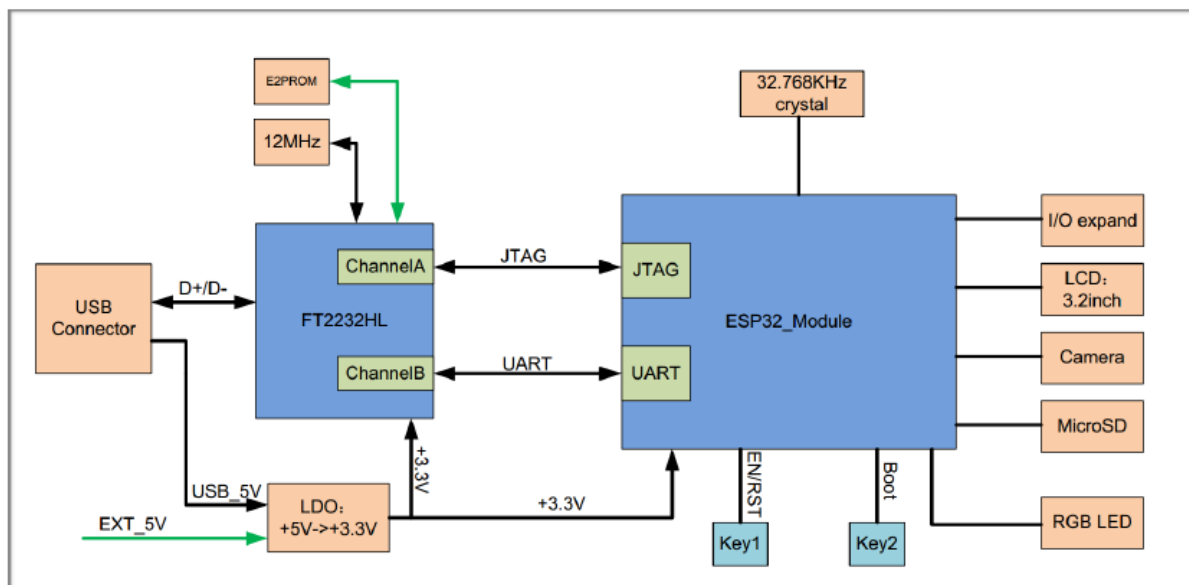 E2PROM
12MHz
32.768KHz
crystal
USB
Connector
D+/D-
FT2232HL
ChannelA
ChannelB
JTAG
UART
JTAG
UART
ESP32_Module
I/O expand
LCD：
3.2inch
Camera
MicroSD
RGB LED
USB_5V
EXT_5V
LDO：
+5V->+3.3V
+3.3V
+3.3V
EN/RST
Boot
Key1
Key2